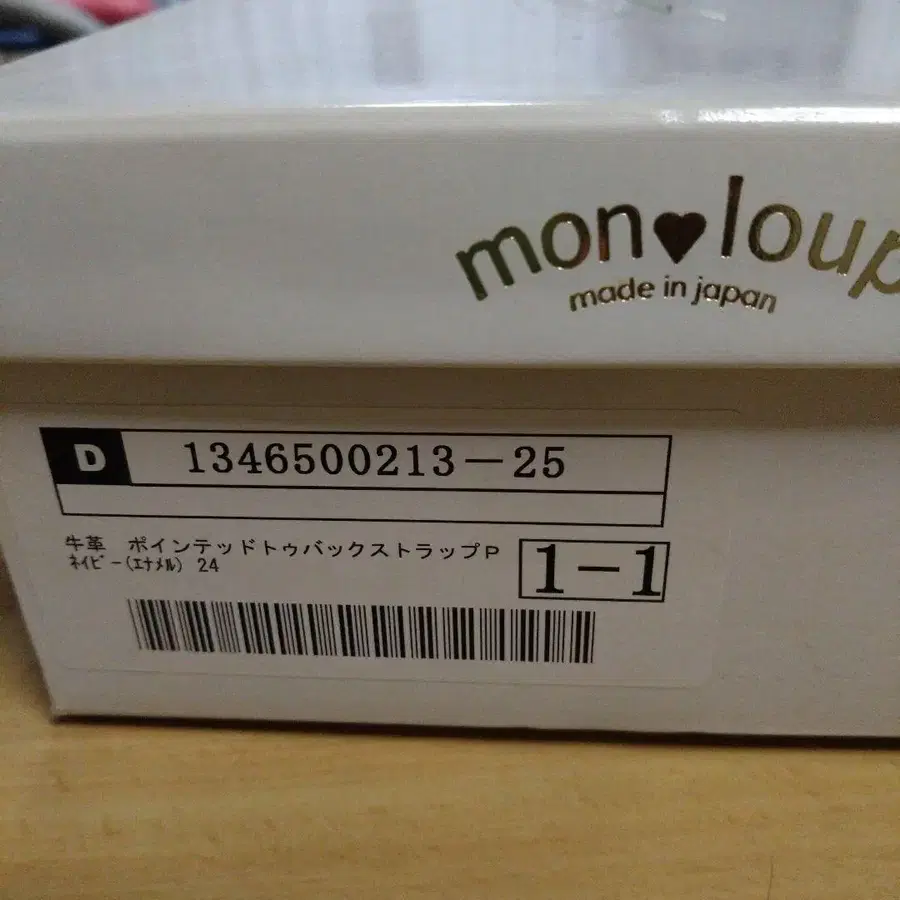 mon♥loup
made in japan
D 1346500213-25
牛革 ポインテッドトゥバックストラップP
ネイビー(エナメル) 24
1-1